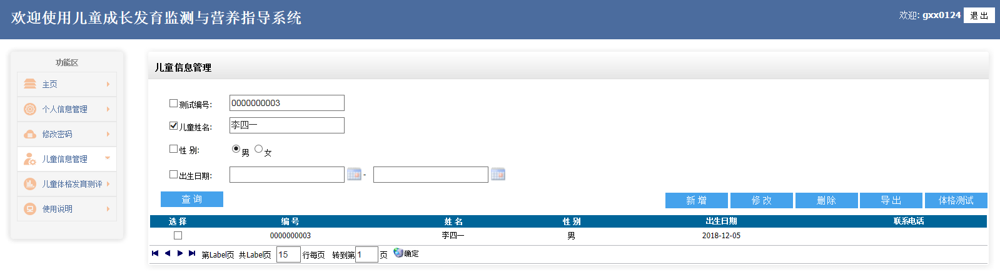 欢迎使用儿童成长发育监测与营养指导系统
欢迎: gxx0124 退 出
功能区
主页
个人信息管理
修改密码
儿童信息管理
儿童体格发育测评
使用说明
儿童信息管理
测试编号: 0000000003
儿童姓名: 李四一
性 别: 男 女
出生日期: -
查 询 新 增 修 改 删 除 导 出 体格测试
选 择 编 号 姓 名 性 别 出生日期 联系电话
0000000003 李四一 男 2018-12-05
第Label页 共Label页 15 行每页 转到第 1 页 确定